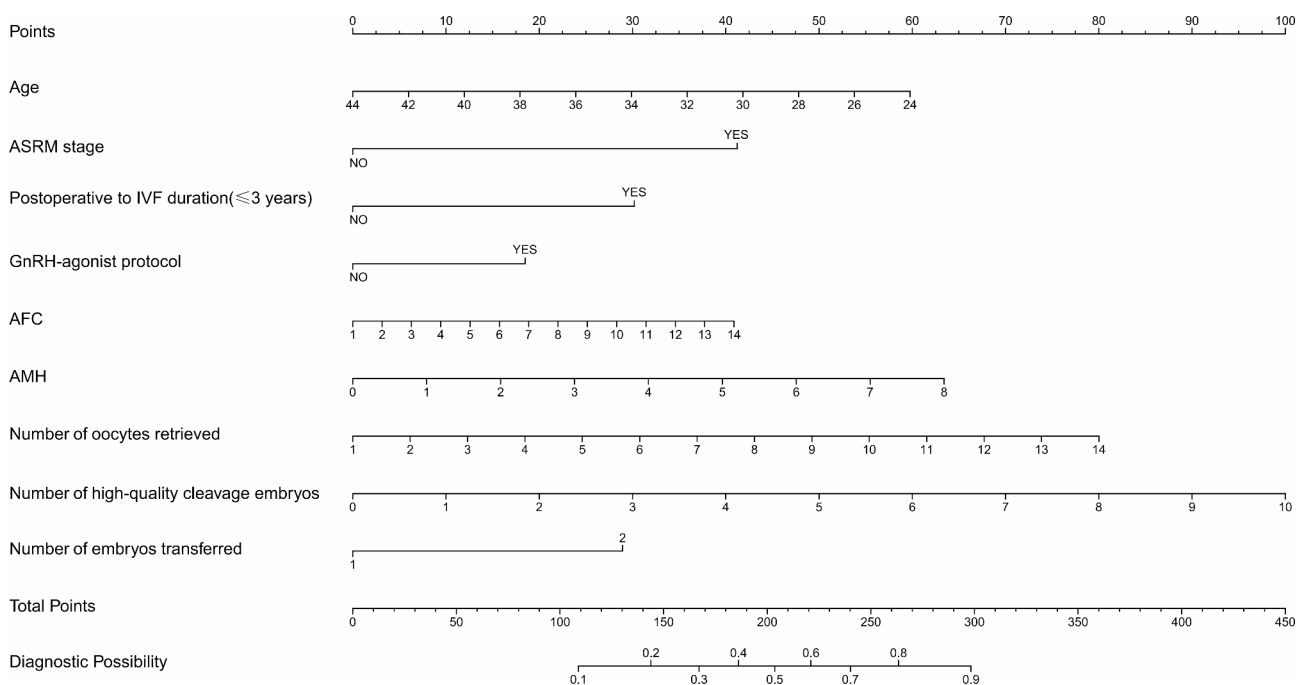 Points 0 10 20 30 40 50 60 70 80 90 100
Age 44 42 40 38 36 34 32 30 28 26 24
ASRM stage NO YES
Postoperative to IVF duration(≤3 years) NO YES
GnRH-agonist protocol NO YES
AFC 1 2 3 4 5 6 7 8 9 10 11 12 13 14
AMH 0 1 2 3 4 5 6 7 8
Number of oocytes retrieved 1 2 3 4 5 6 7 8 9 10 11 12 13 14
Number of high-quality cleavage embryos 0 1 2 3 4 5 6 7 8 9 10
Number of embryos transferred 1 2
Total Points 0 50 100 150 200 250 300 350 400 450
Diagnostic Possibility 0.1 0.2 0.3 0.4 0.5 0.6 0.7 0.8 0.9